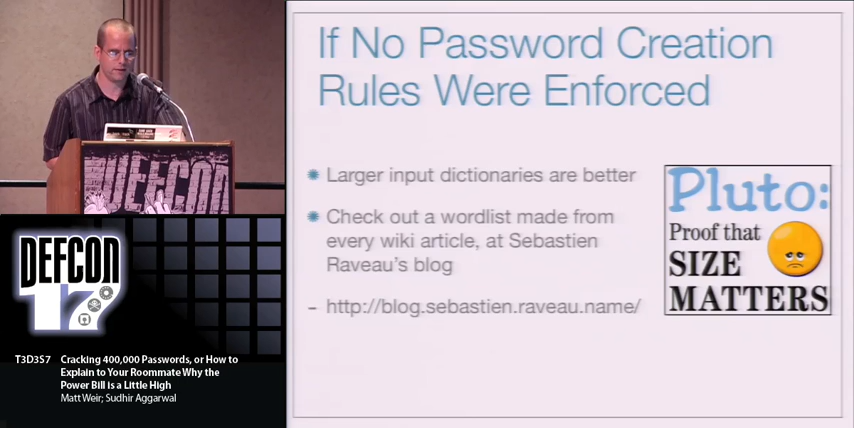 If No Password Creation
Rules Were Enforced
Larger input dictionaries are better
Check out a wordlist made from
every wiki article, at Sebastien
Raveau's blog
– http://blog.sebastien.raveau.name/
Pluto:
Proof that
SIZE
MATTERS
DEFCON
DEFCON
17
T3D3S7 Cracking 400,000 Passwords, or How to
Explain to Your Roommate Why the
Power Bill is a Little High
Matt Weir; Sudhir Aggarwal